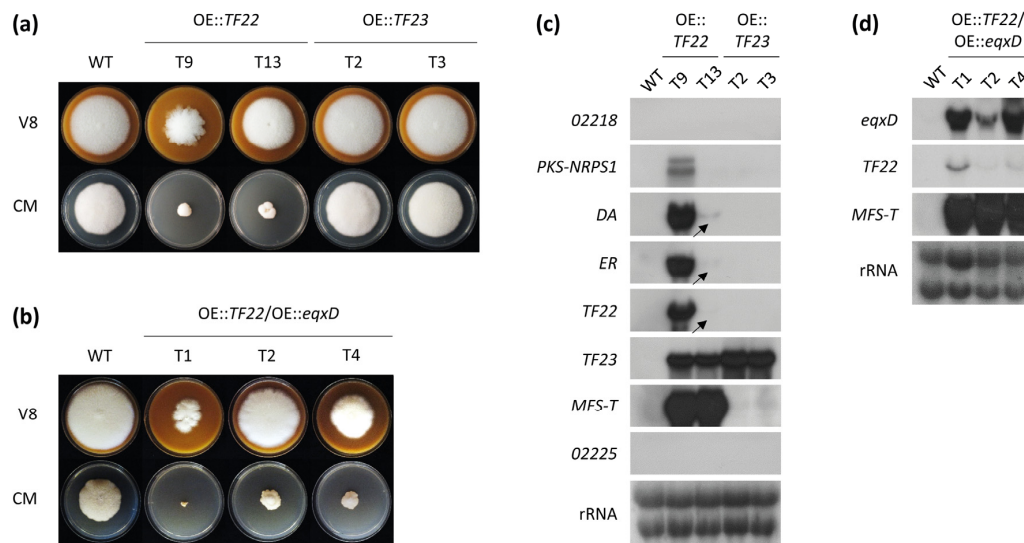 (a)
OE::TF22 OE::TF23
WT T9 T13 T2 T3
V8
CM
(b)
OE::TF22/OE::eqxD
WT T1 T2 T4
V8
CM
(c)
OE:: OE::
TF22 TF23
WT T9 T13 T2 T3
02218
PKS-NRPS1
DA
ER
TF22
TF23
MFS-T
02225
rRNA
(d)
OE::TF22/
OE::eqxD
WT T1 T2 T4
eqxD
TF22
MFS-T
rRNA